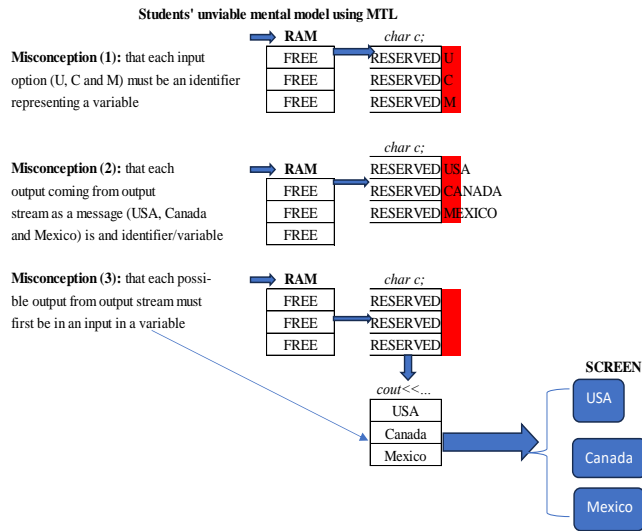 Students' unviable mental model using MTL
RAM
char c;
Misconception (1): that each input
option (U, C and M) must be an identifier
representing a variable
FREE
FREE
FREE
RESERVED U
RESERVED C
RESERVED M
Misconception (2): that each
output coming from output
stream as a message (USA, Canada
and Mexico) is and identifier/variable
RAM
FREE
FREE
FREE
char c;
RESERVED USA
RESERVED CANADA
RESERVED MEXICO
Misconception (3): that each possi-
ble output from output stream must
first be in an input in a variable
RAM
FREE
FREE
FREE
char c;
RESERVED
RESERVED
RESERVED
cout<<...
USA
Canada
Mexico
SCREEN
USA
Canada
Mexico